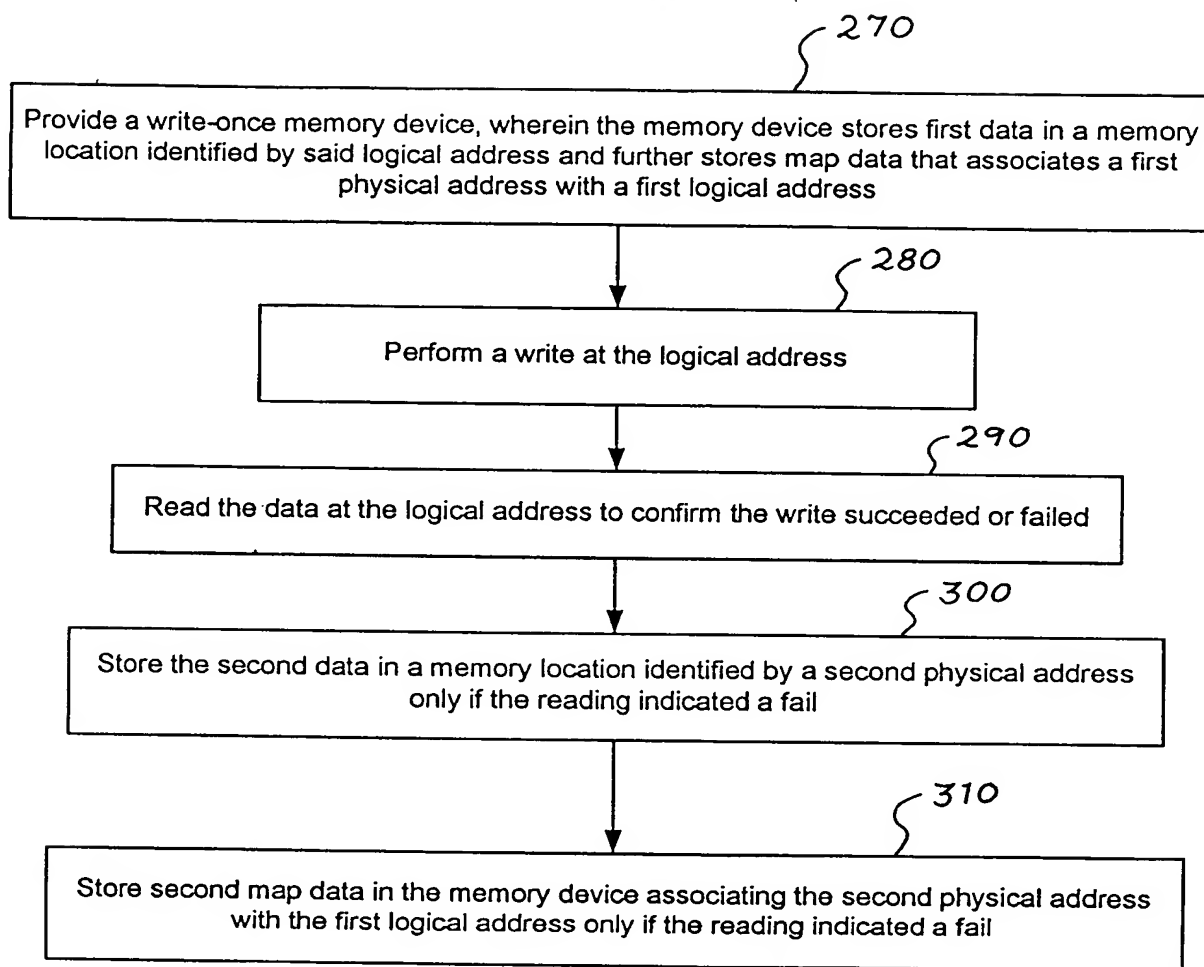 270
Provide a write-once memory device, wherein the memory device stores first data in a memory
location identified by said logical address and further stores map data that associates a first
physical address with a first logical address
280
Perform a write at the logical address
290
Read the data at the logical address to confirm the write succeeded or failed
300
Store the second data in a memory location identified by a second physical address
only if the reading indicated a fail
310
Store second map data in the memory device associating the second physical address
with the first logical address only if the reading indicated a fail